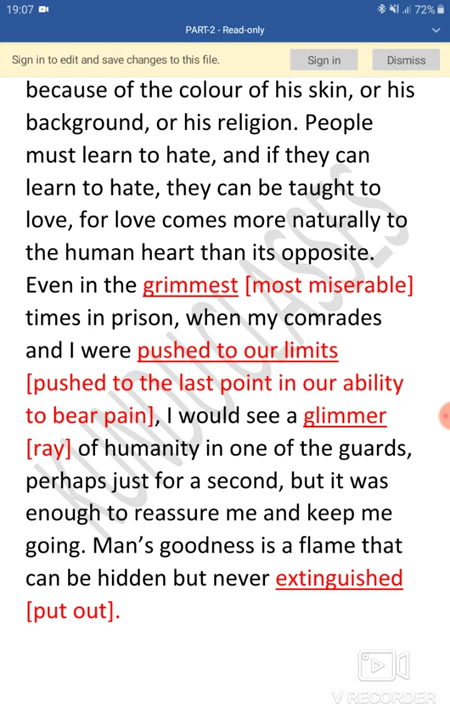 19:07 72%
PART-2 - Read-only
Sign in to edit and save changes to this file. Sign in Dismiss
because of the colour of his skin, or his
background, or his religion. People
must learn to hate, and if they can
learn to hate, they can be taught to
love, for love comes more naturally to
the human heart than its opposite.
Even in the grimmest [most miserable]
times in prison, when my comrades
and I were pushed to our limits
[pushed to the last point in our ability
to bear pain], I would see a glimmer
[ray] of humanity in one of the guards,
perhaps just for a second, but it was
enough to reassure me and keep me
going. Man’s goodness is a flame that
can be hidden but never extinguished
[put out].
KUNDU CLASSES
V RECORDER